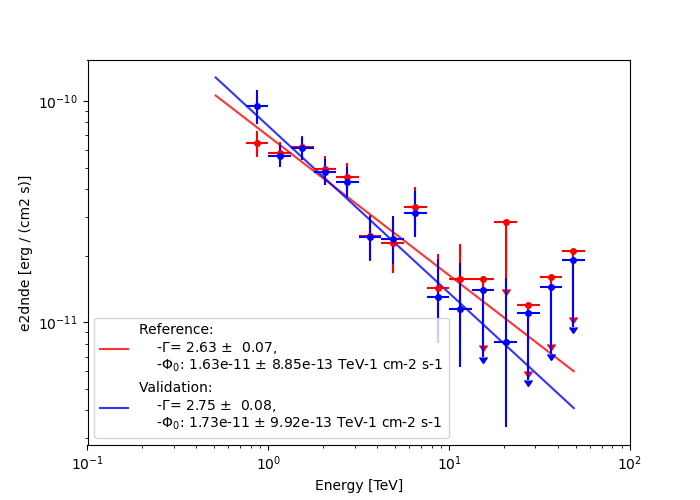 10⁻¹⁰
10⁻¹¹
e2dnde [erg / (cm2 s)]
Reference:
-Γ= 2.63 ± 0.07,
-Φ₀: 1.63e-11 ± 8.85e-13 TeV-1 cm-2 s-1
Validation:
-Γ= 2.75 ± 0.08,
-Φ₀: 1.73e-11 ± 9.92e-13 TeV-1 cm-2 s-1
10⁻¹ 10⁰ 10¹ 10²
Energy [TeV]